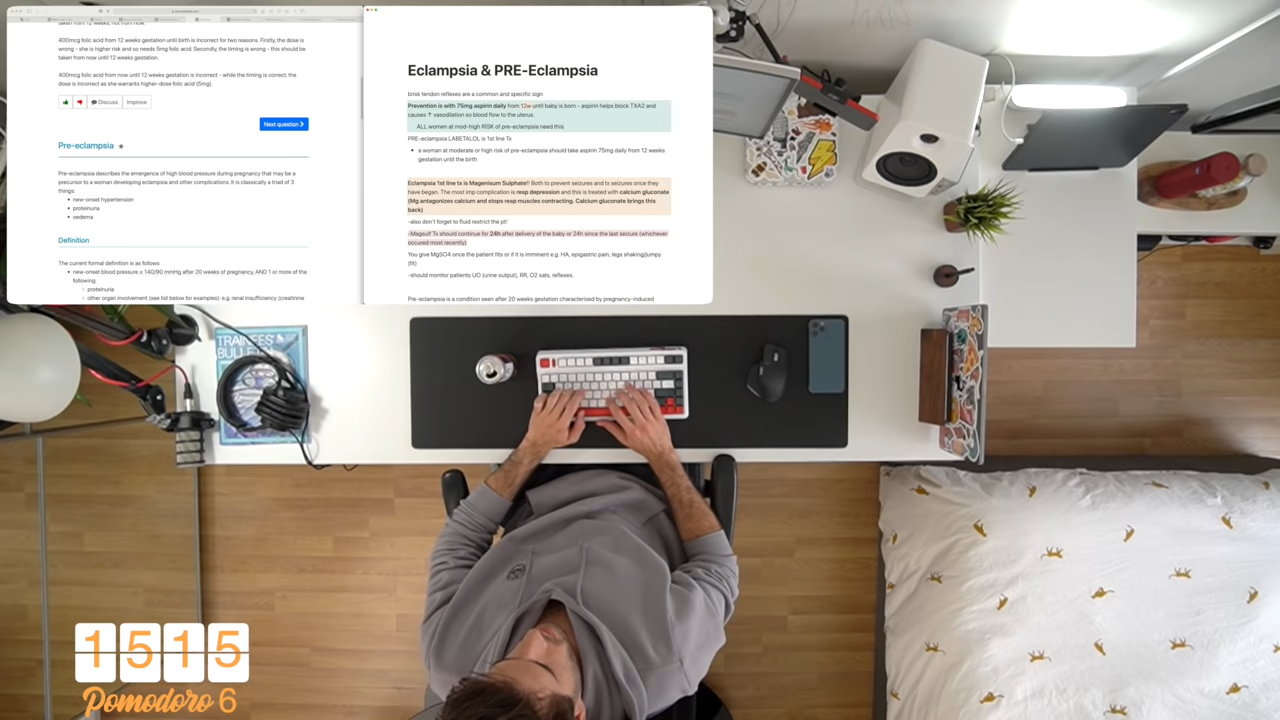 400mcg folic acid from 12 weeks gestation until birth is incorrect for two reasons. Firstly, the dose is
wrong - she is higher risk and so needs 5mg folic acid. Secondly, the timing is wrong - this should be
taken from now until 12 weeks gestation.
400mcg folic acid from now until 12 weeks gestation is incorrect - while the timing is correct, the
dose is incorrect as she warrants higher-dose folic acid (5mg).
Discuss
Improve
Next question
Pre-eclampsia
Pre-eclampsia describes the emergence of high blood pressure during pregnancy that may be a
precursor to a woman developing eclampsia and other complications. It is classically a triad of 3
things:
new-onset hypertension
proteinuria
oedema
Definition
The current formal definition is as follows
new-onset blood pressure ≥ 140/90 mmHg after 20 weeks of pregnancy, AND 1 or more of the
following:
proteinuria
other organ involvement (see list below for examples): e.g. renal insufficiency (creatinine
Eclampsia & PRE-Eclampsia
brisk tendon reflexes are a common and specific sign
Prevention is with 75mg aspirin daily from 12w until baby is born - aspirin helps block TXA2 and
causes ↑ vasodilation so blood flow to the uterus.
ALL women at mod-high RISK of pre-eclampsia need this
PRE-eclampsia LABETALOL is 1st line Tx
a woman at moderate or high risk of pre-eclampsia should take aspirin 75mg daily from 12 weeks
gestation until the birth
Eclampsia 1st line tx is Magenisum Sulphate!! Both to prevent seizures and tx seizures once they
have began. The most imp complication is resp depression and this is treated with calcium gluconate
(Mg antagonizes calcium and stops resp muscles contracting. Calcium gluconate brings this
back)
-also don't forget to fluid restrict the pt!
-Magsulf Tx should continue for 24h after delivery of the baby or 24h since the last seizure (whichever
occured most recently)
You give MgSO4 once the patient fits or if it is imminent e.g. HA, epigastric pain, legs shaking/jumpy
(fit)
-should monitor patients UO (urine output), RR, O2 sats, reflexes.
Pre-eclampsia is a condition seen after 20 weeks gestation characterised by pregnancy-induced
TRAINEES'
BULLETIN
1515
Pomodoro 6